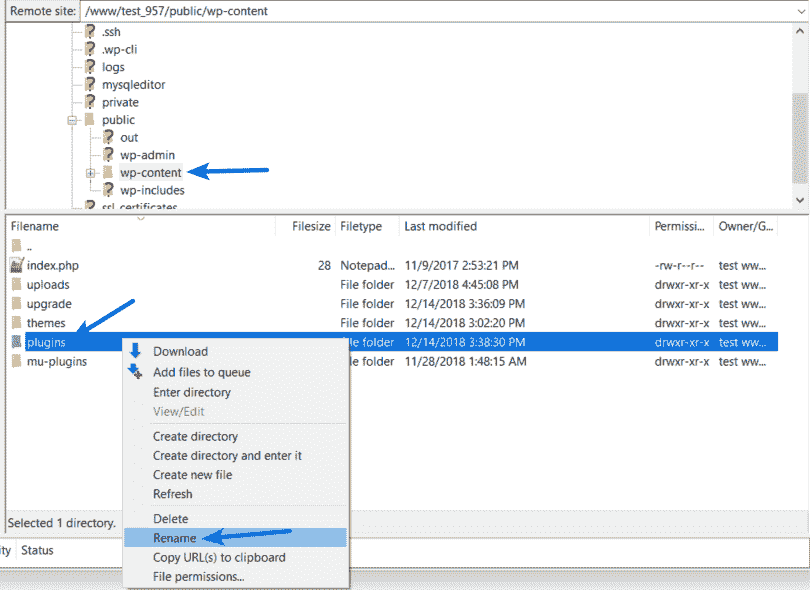 Remote site: /www/test_957/public/wp-content
.ssh
.wp-cli
logs
mysqleditor
private
public
out
wp-admin
wp-content
wp-includes
ssl_certificates
Filename Filesize Filetype Last modified Permissi... Owner/G...
..
index.php 28 Notepad... 11/9/2017 2:53:21 PM -rw-r--r-- test ww...
uploads File folder 12/7/2018 4:45:08 PM drwxr-xr-x test ww...
upgrade File folder 12/14/2018 3:36:09 PM drwxr-xr-x test ww...
themes File folder 12/14/2018 3:02:20 PM drwxr-xr-x test ww...
plugins ile folder 12/14/2018 3:38:30 PM drwxr-xr-x test ww...
mu-plugins le folder 11/28/2018 1:48:15 AM drwxr-xr-x test ww...
Download
Add files to queue
Enter directory
View/Edit
Create directory
Create directory and enter it
Create new file
Refresh
Delete
Rename
Copy URL(s) to clipboard
File permissions...
Selected 1 directory.
ity Status